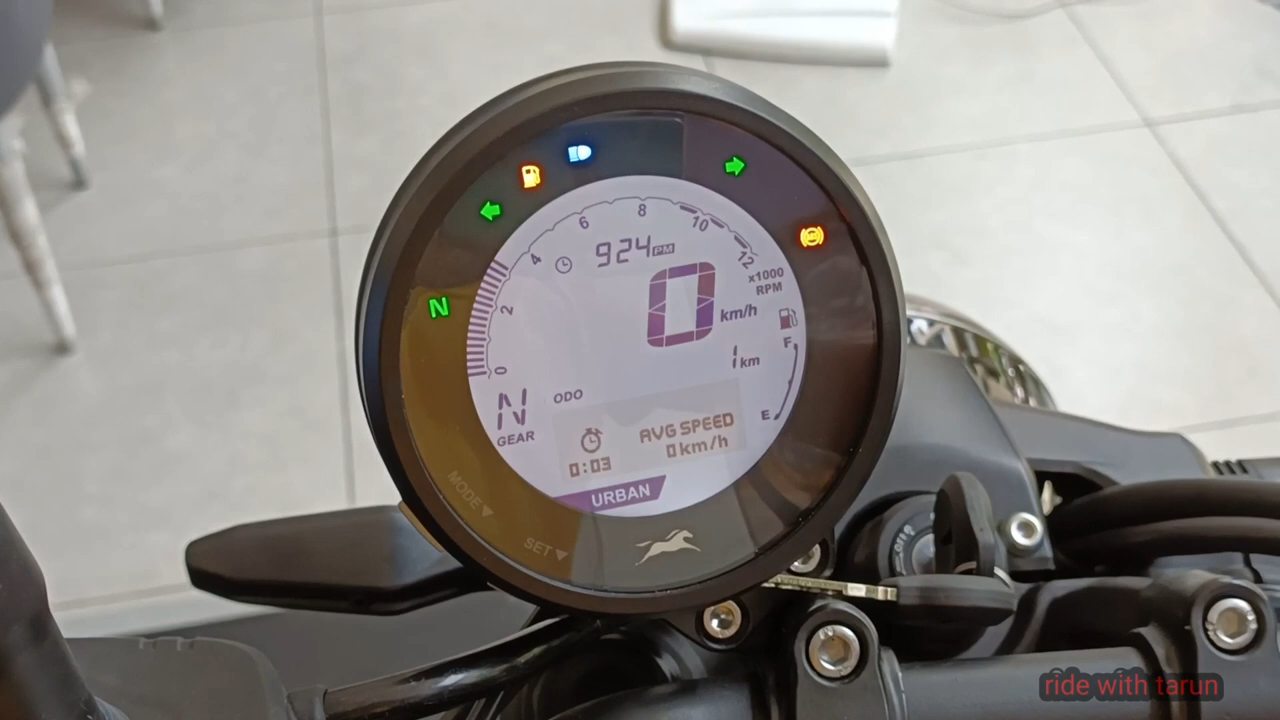 N
0
2
4
6
8
10
12
924 PM
x1000
RPM
0 km/h
1 km
F
E
N
GEAR
ODO
0:03
AVG SPEED
0 km/h
URBAN
MODE
SET
ride with tarun